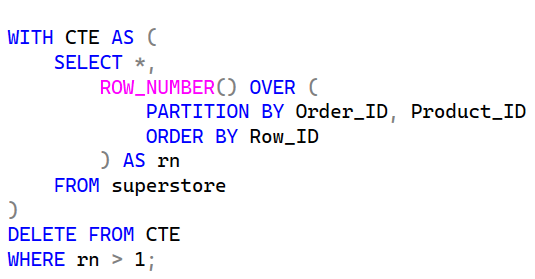 WITH CTE AS (
    SELECT *,
        ROW_NUMBER() OVER (
            PARTITION BY Order_ID, Product_ID
            ORDER BY Row_ID
        ) AS rn
    FROM superstore
)
DELETE FROM CTE
WHERE rn > 1;